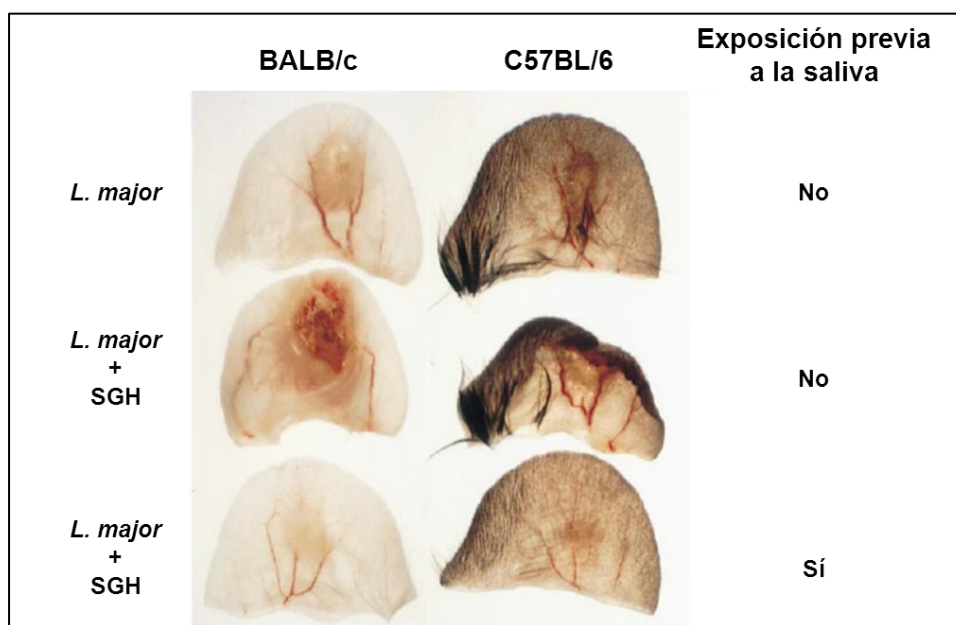 BALB/c
C57BL/6
Exposición previa
a la saliva
L. major
No
L. major
+
SGH
No
L. major
+
SGH
Sí